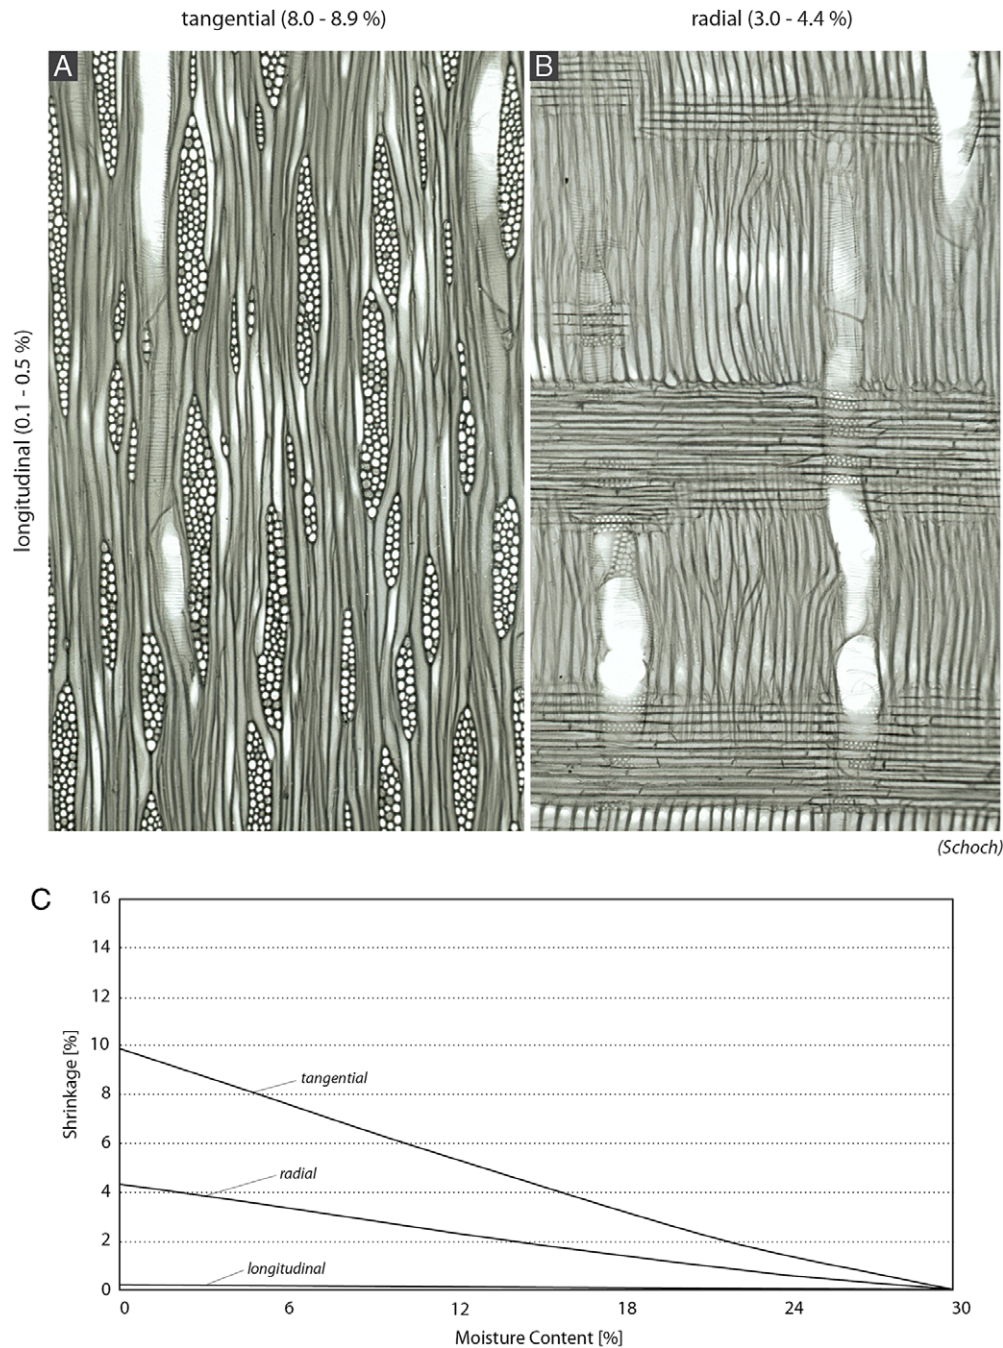 tangential (8.0 - 8.9 %)
radial (3.0 - 4.4 %)
A
B
longitudinal (0.1 - 0.5 %)
(Schoch)
C
16
14
12
10
8
6
4
2
0
Shrinkage [%]
tangential
radial
longitudinal
0 6 12 18 24 30
Moisture Content [%]